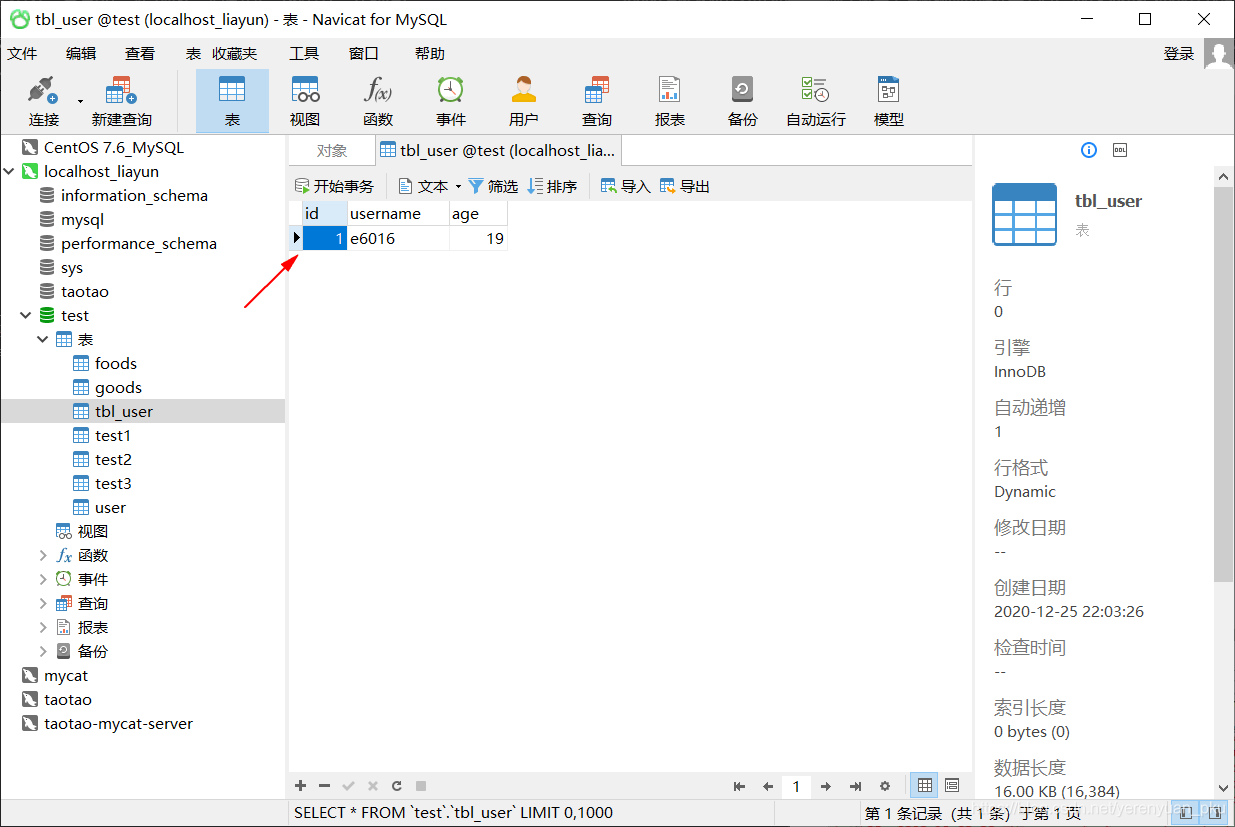 tbl_user @test (localhost_liayun) - 表 - Navicat for MySQL
文件 编辑 查看 表 收藏夹 工具 窗口 帮助 登录
连接 新建查询 表 视图 函数 事件 用户 查询 报表 备份 自动运行 模型
CentOS 7.6_MySQL
localhost_liayun
information_schema
mysql
performance_schema
sys
taotao
test
表
foods
goods
tbl_user
test1
test2
test3
user
视图
函数
事件
查询
报表
备份
mycat
taotao
taotao-mycat-server
对象 tbl_user @test (localhost_lia...
开始事务 文本 筛选 排序 导入 导出
id username age
1 e6016 19
1
SELECT * FROM `test`.`tbl_user` LIMIT 0,1000
第 1 条记录 (共 1 条) 于第 1 页
DDL
tbl_user
表
行
0
引擎
InnoDB
自动递增
1
行格式
Dynamic
修改日期
--
创建日期
2020-12-25 22:03:26
检查时间
--
索引长度
0 bytes (0)
数据长度
16.00 KB (16,384)